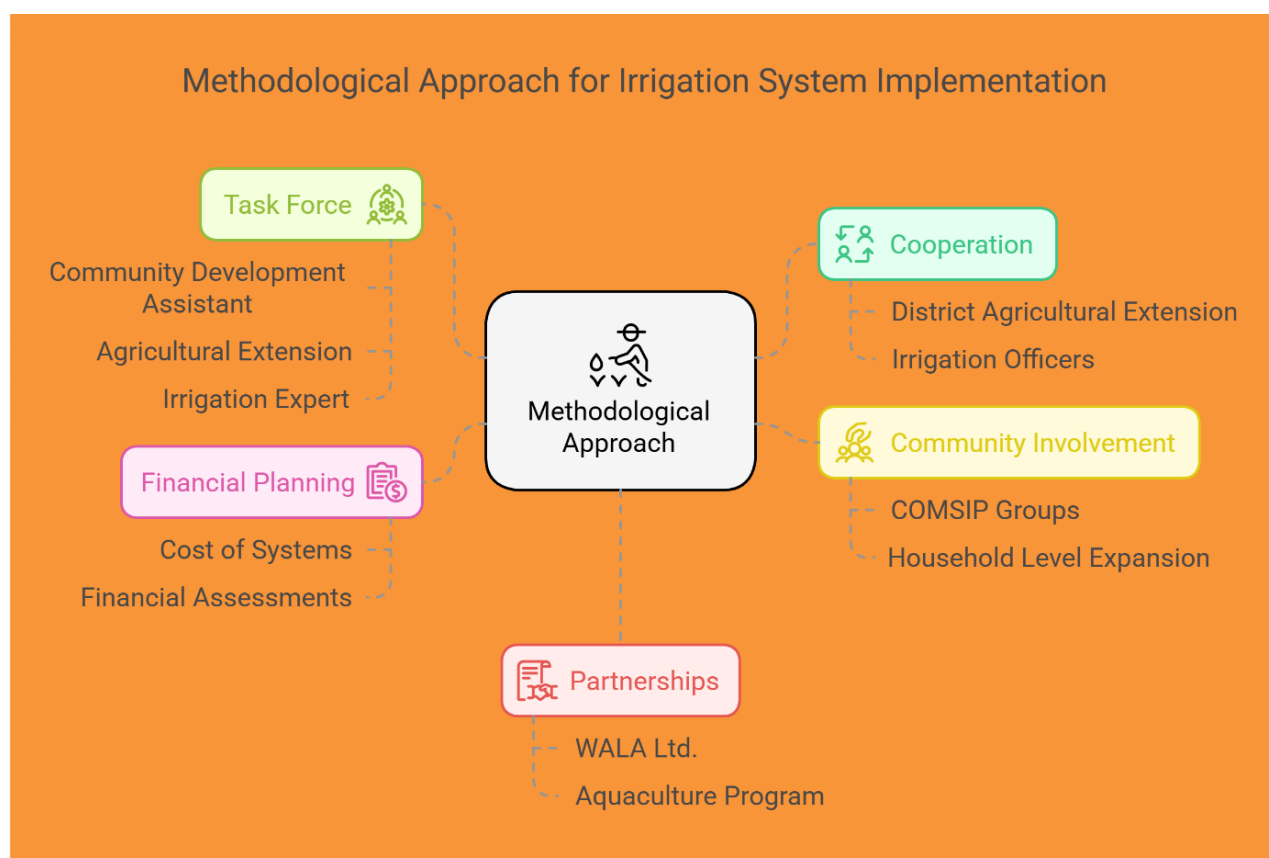 Methodological Approach for Irrigation System Implementation
Task Force
Community Development
Assistant
Agricultural Extension
Irrigation Expert
Financial Planning
Cost of Systems
Financial Assessments
Methodological
Approach
Cooperation
District Agricultural Extension
Irrigation Officers
Community Involvement
COMSIP Groups
Household Level Expansion
Partnerships
WALA Ltd.
Aquaculture Program